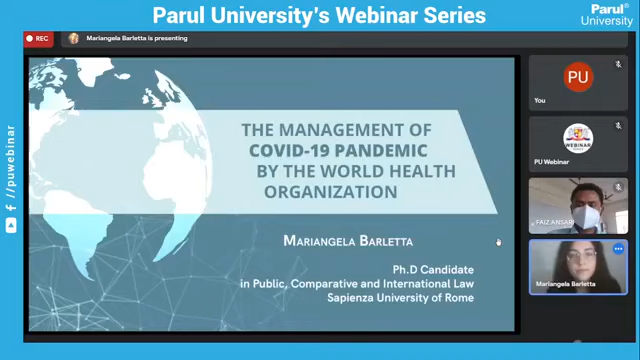 Parul University's Webinar Series
Parul®
University
REC
Mariangela Barletta is presenting
THE MANAGEMENT OF
COVID-19 PANDEMIC
BY THE WORLD HEALTH
ORGANIZATION
MARIANGELA BARLETTA
Ph.D Candidate
in Public, Comparative and International Law
Sapienza University of Rome
PU
You
WEBINAR
PU Webinar
FAIZ ANSARI
Mariangela Barletta
/puwebinar